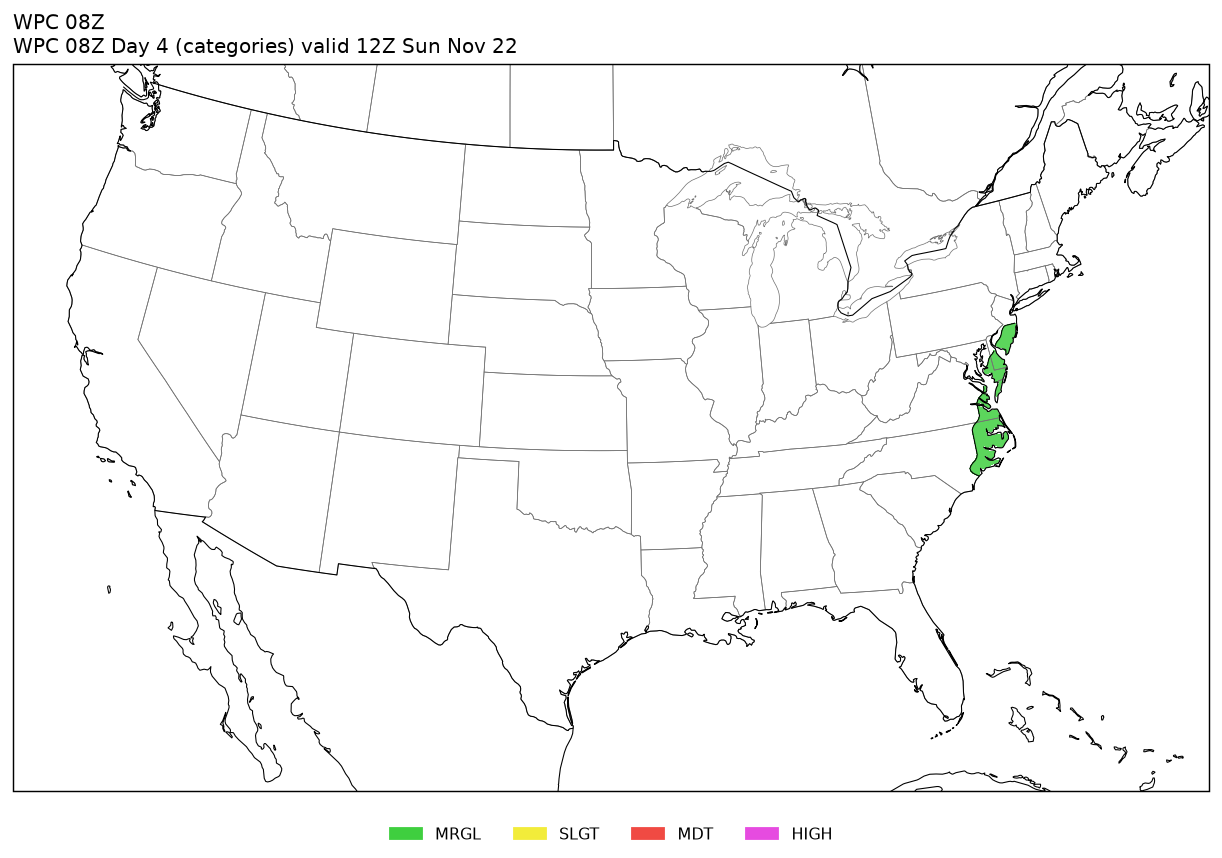 WPC 08Z
WPC 08Z Day 4 (categories) valid 12Z Sun Nov 22
MRGL SLGT MDT HIGH